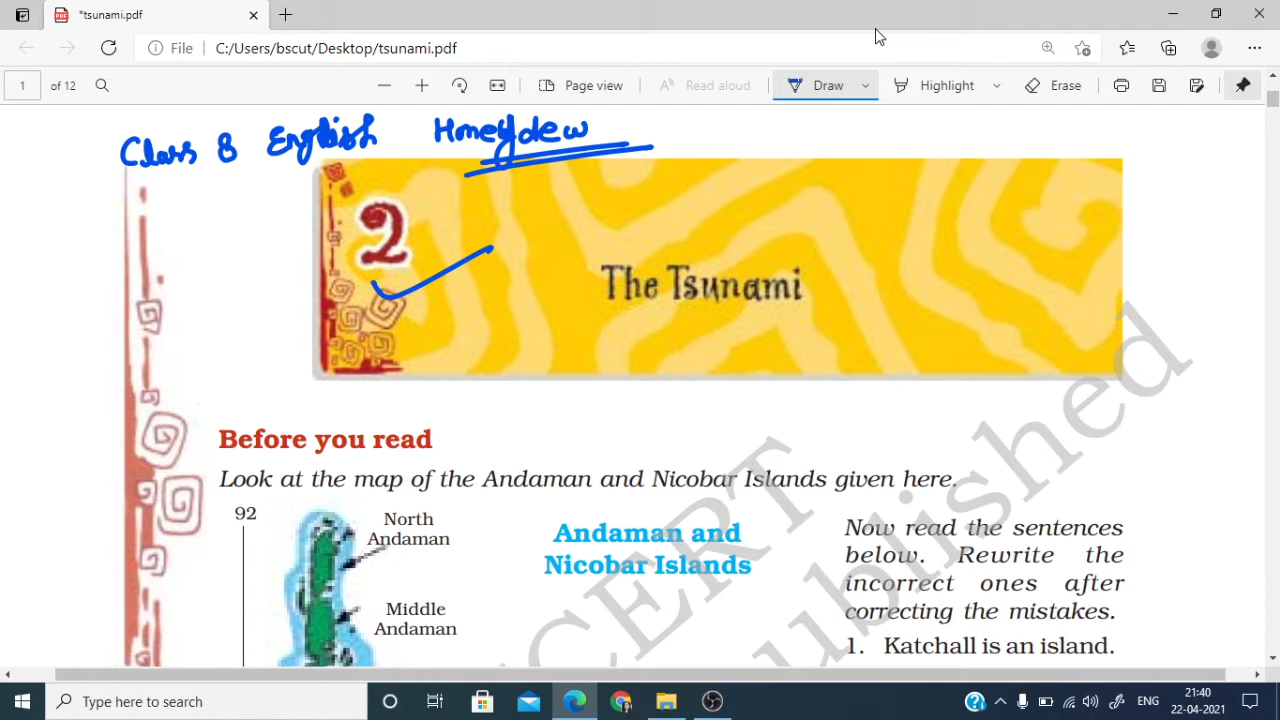 *tsunami.pdf
File C:/Users/bscut/Desktop/tsunami.pdf
1 of 12 Page view Read aloud Draw Highlight Erase
Class 8 English Honeydew
2
The Tsunami
Before you read
Look at the map of the Andaman and Nicobar Islands given here.
92
North
Andaman
Middle
Andaman
Andaman and
Nicobar Islands
Now read the sentences
below. Rewrite the
incorrect ones after
correcting the mistakes.
1. Katchall is an island.
CERT
ublished
Type here to search
ENG
21:40
22-04-2021